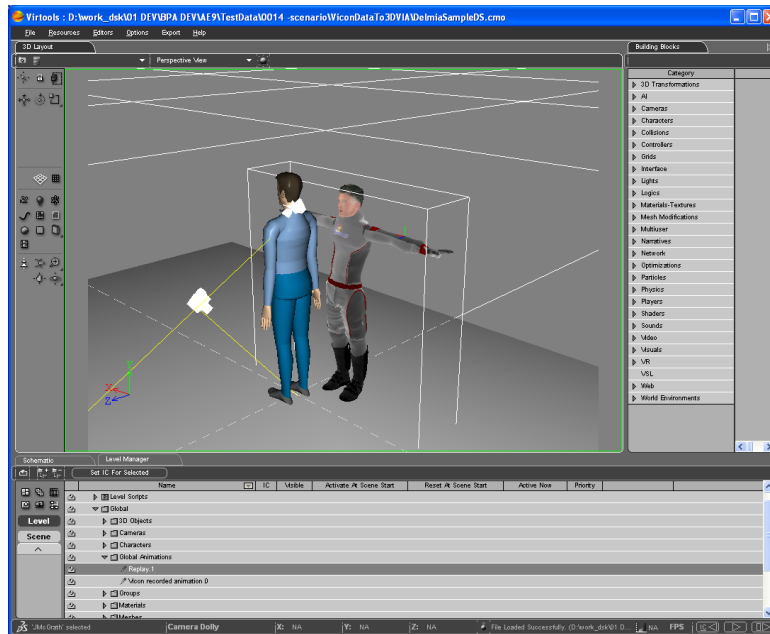 Virtools : D:\work_dsk\01 DEV\BPA DEV\AE9\TestData\0014 -scenario\ViconDataTo3DVIA\DelmiaSampleDS.cmo
File Resources Editors Options Export Help
3D Layout
Building Blocks
Perspective View
Category
3D Transformations
AI
Cameras
Characters
Collisions
Controllers
Grids
Interface
Lights
Logics
Materials-Textures
Mesh Modifications
Multiuser
Narratives
Network
Optimizations
Particles
Physics
Players
Shaders
Sounds
Video
Visuals
VR
VSL
Web
World Environments
X
Y
Z
Schematic
Level Manager
Set IC For Selected
Name IC Visible Activate At Scene Start Reset At Scene Start Active Now Priority
Level Scripts
Global
3D Objects
Cameras
Characters
Global Animations
Replay.1
Vicon recorded animation 0
Groups
Materials
Meshes
Level
Scene
'JMcGrath' selected Camera Dolly X: NA Y: NA Z: NA File Loaded Successfully. (D:\work_dsk\01 D... NA FPS